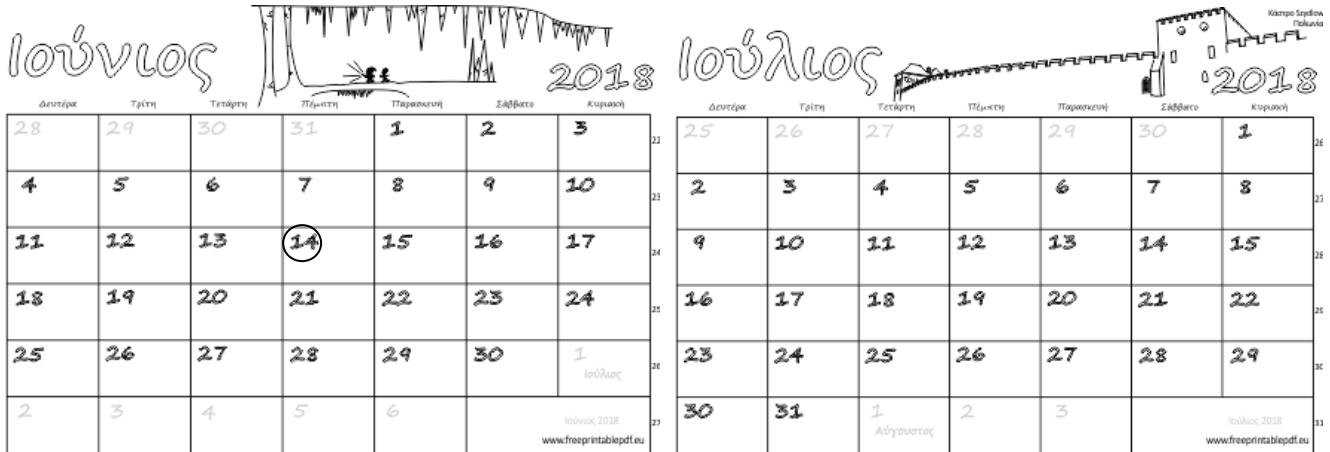 Ιούνιος
2018
Δευτέρα Τρίτη Τετάρτη Πέμπτη Παρασκευή Σάββατο Κυριακή
28 29 30 31 1 2 3 22
4 5 6 7 8 9 10 23
11 12 13 14 15 16 17 24
18 19 20 21 22 23 24 25
25 26 27 28 29 30 1 26
Ιούλιος
2 3 4 5 6 27
Ιούνιος 2018
www.freeprintablepdf.eu
Κάστρο Szydlow
Πολωνία
Ιούλιος
2018
Δευτέρα Τρίτη Τετάρτη Πέμπτη Παρασκευή Σάββατο Κυριακή
25 26 27 28 29 30 1 26
2 3 4 5 6 7 8 27
9 10 11 12 13 14 15 28
16 17 18 19 20 21 22 29
23 24 25 26 27 28 29 30
30 31 1 2 3 31
Αύγουστος
Ιούλιος 2018
www.freeprintablepdf.eu